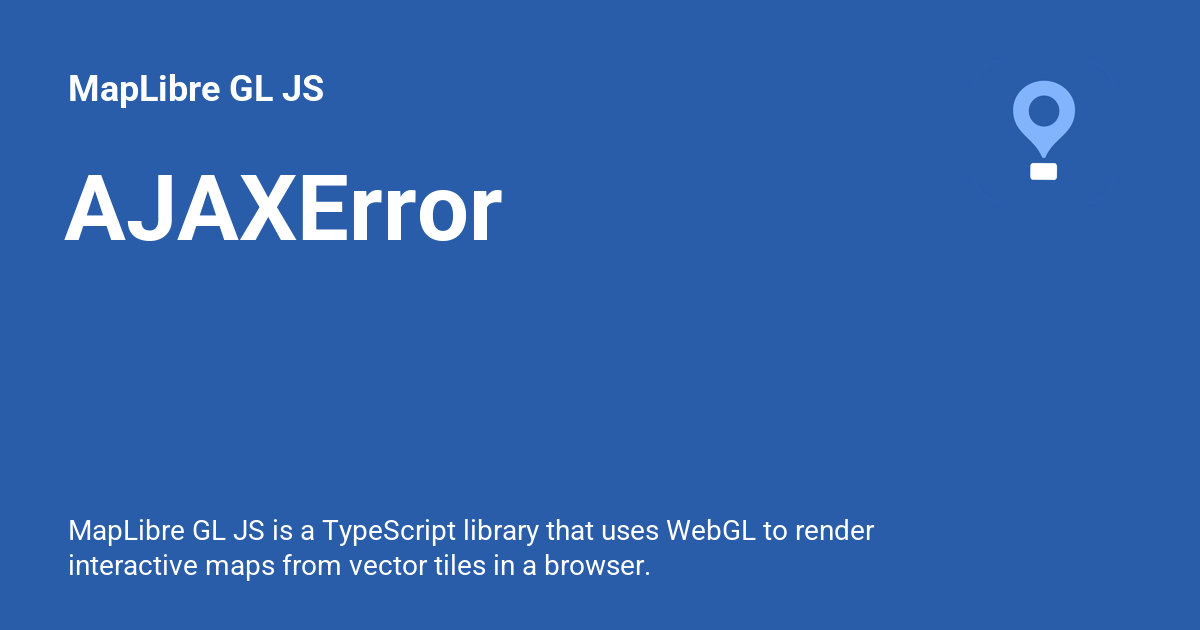 MapLibre GL JS
AJAXError
MapLibre GL JS is a TypeScript library that uses WebGL to render
interactive maps from vector tiles in a browser.